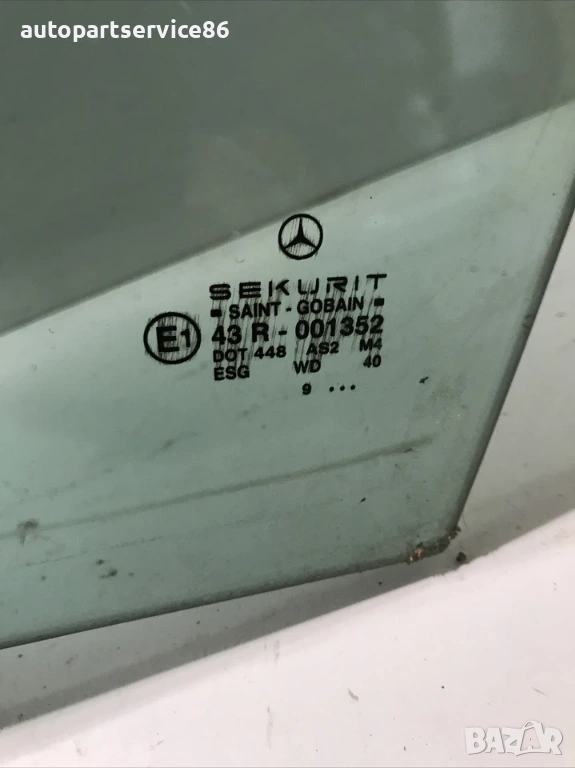 autopartservice86
SEKURIT
SAINT - GOBAIN
E1
43 R - 001352
DOT 448 AS2 M4
ESG WD 40
9 ...
BAZAR